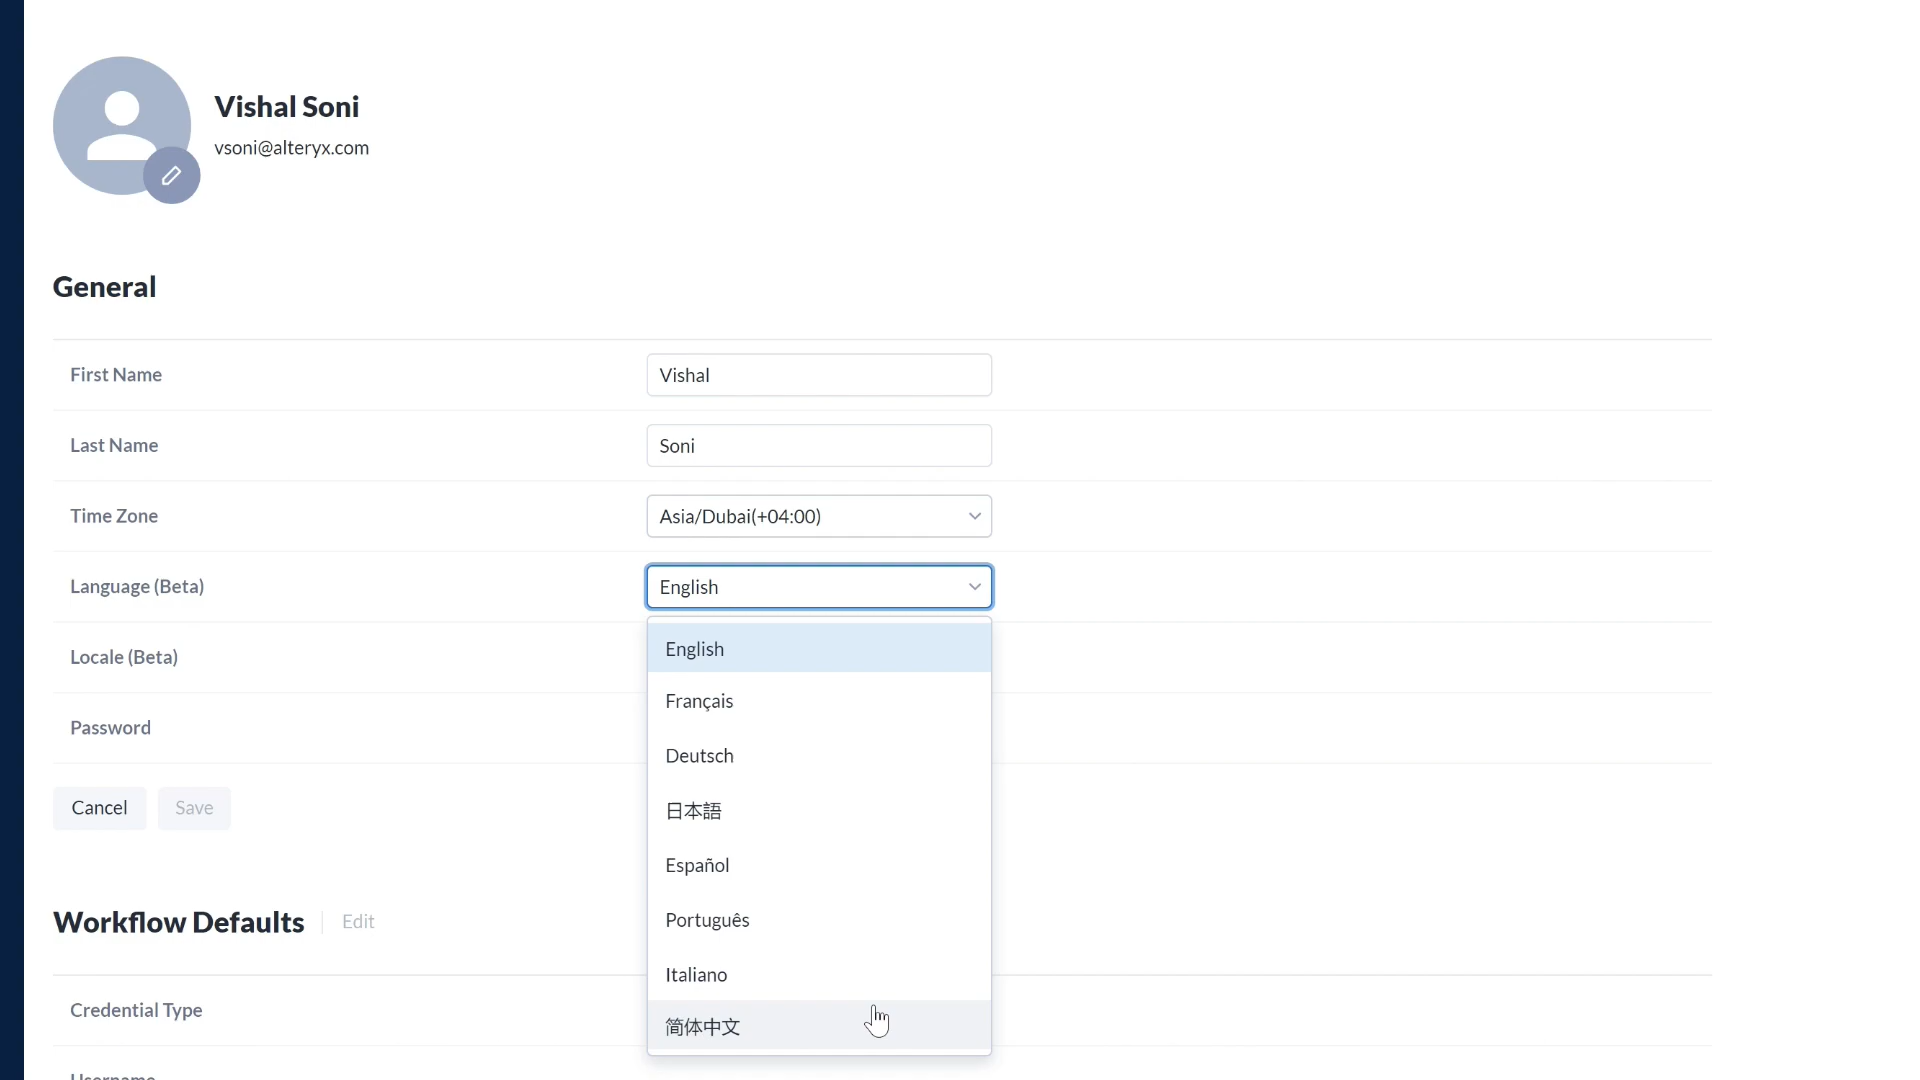 Vishal Soni
vsoni@alteryx.com
General
First Name
Vishal
Last Name
Soni
Time Zone
Asia/Dubai(+04:00)
Language (Beta)
English
English
Locale (Beta)
Français
Password
Deutsch
Cancel
Save
日本語
Español
Workflow Defaults
Edit
Português
Italiano
Credential Type
简体中文